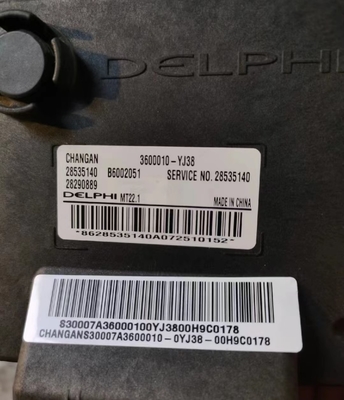 DELPHI
CHANGAN 3600010-YJ38
28535140 B6002051 SERVICE NO. 28535140
28290889
DELPHI MT22.1 MADE IN CHINA
*8628535140A072510152*
S30007A36000100YJ3800H9C0178
CHANGANS30007A3600010-0YJ38-00H9C0178